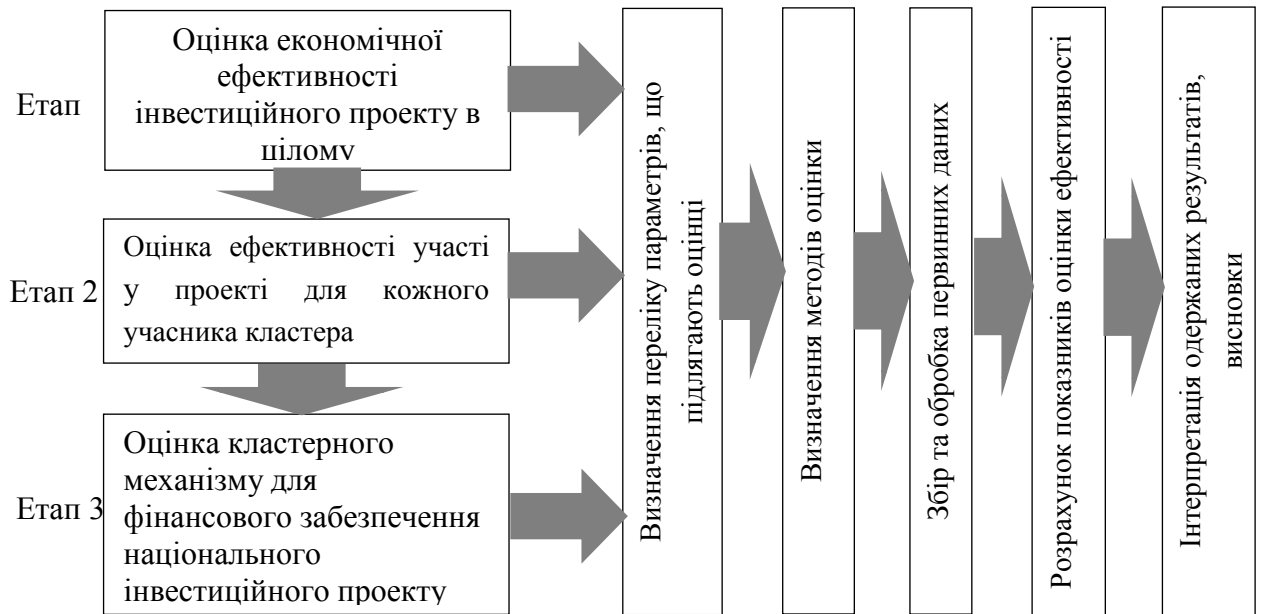 Етап
Оцінка економічної
ефективності
інвестиційного проекту в
цілому
Етап 2
Оцінка ефективності участі
у проекті для кожного
учасника кластера
Етап 3
Оцінка кластерного
механізму для
фінансового забезпечення
національного
інвестиційного проекту
Визначення переліку параметрів, що
підлягають оцінці
Визначення методів оцінки
Збір та обробка первинних даних
Розрахунок показників оцінки ефективності
Інтерпретація одержаних результатів,
висновки